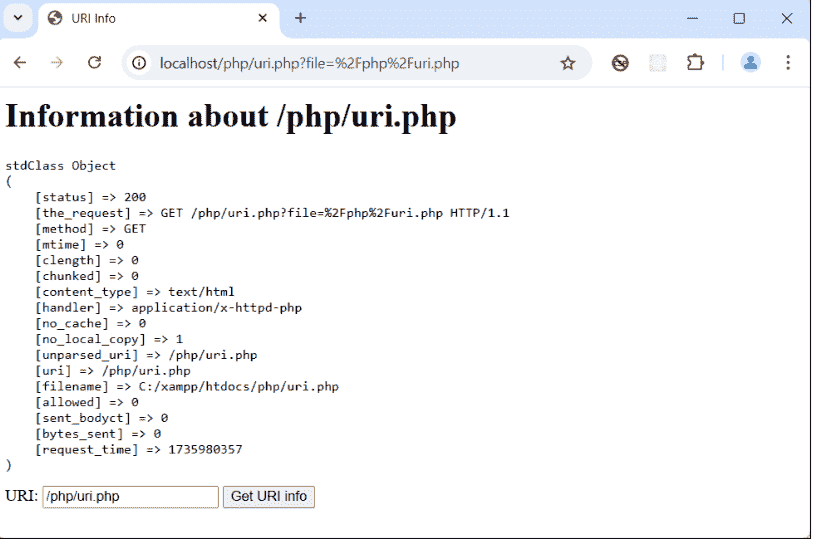 URI Info
localhost/php/uri.php?file=%2Fphp%2Furi.php
Information about /php/uri.php
stdClass Object
(
    [status] => 200
    [the_request] => GET /php/uri.php?file=%2Fphp%2Furi.php HTTP/1.1
    [method] => GET
    [mtime] => 0
    [clength] => 0
    [chunked] => 0
    [content_type] => text/html
    [handler] => application/x-httpd-php
    [no_cache] => 0
    [no_local_copy] => 1
    [unparsed_uri] => /php/uri.php
    [uri] => /php/uri.php
    [filename] => C:/xampp/htdocs/php/uri.php
    [allowed] => 0
    [sent_bodyct] => 0
    [bytes_sent] => 0
    [request_time] => 1735980357
)
URI: /php/uri.php Get URI info